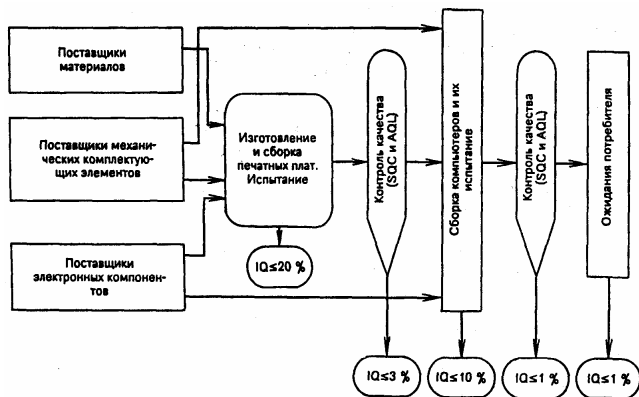 Поставщики
материалов
Поставщики механи-
ческих комплектую-
щих элементов
Поставщики
электронных компонен-
тов
Изготовление
и сборка
печатных плат.
Испытание
IQ≤20 %
Контроль качества
(SQC и AQL)
IQ≤3 %
Сборка компьютеров и их
испытание
IQ≤10 %
Контроль качества
(SQC и AQL)
IQ≤1 %
Ожидания потребителя
IQ≤1 %